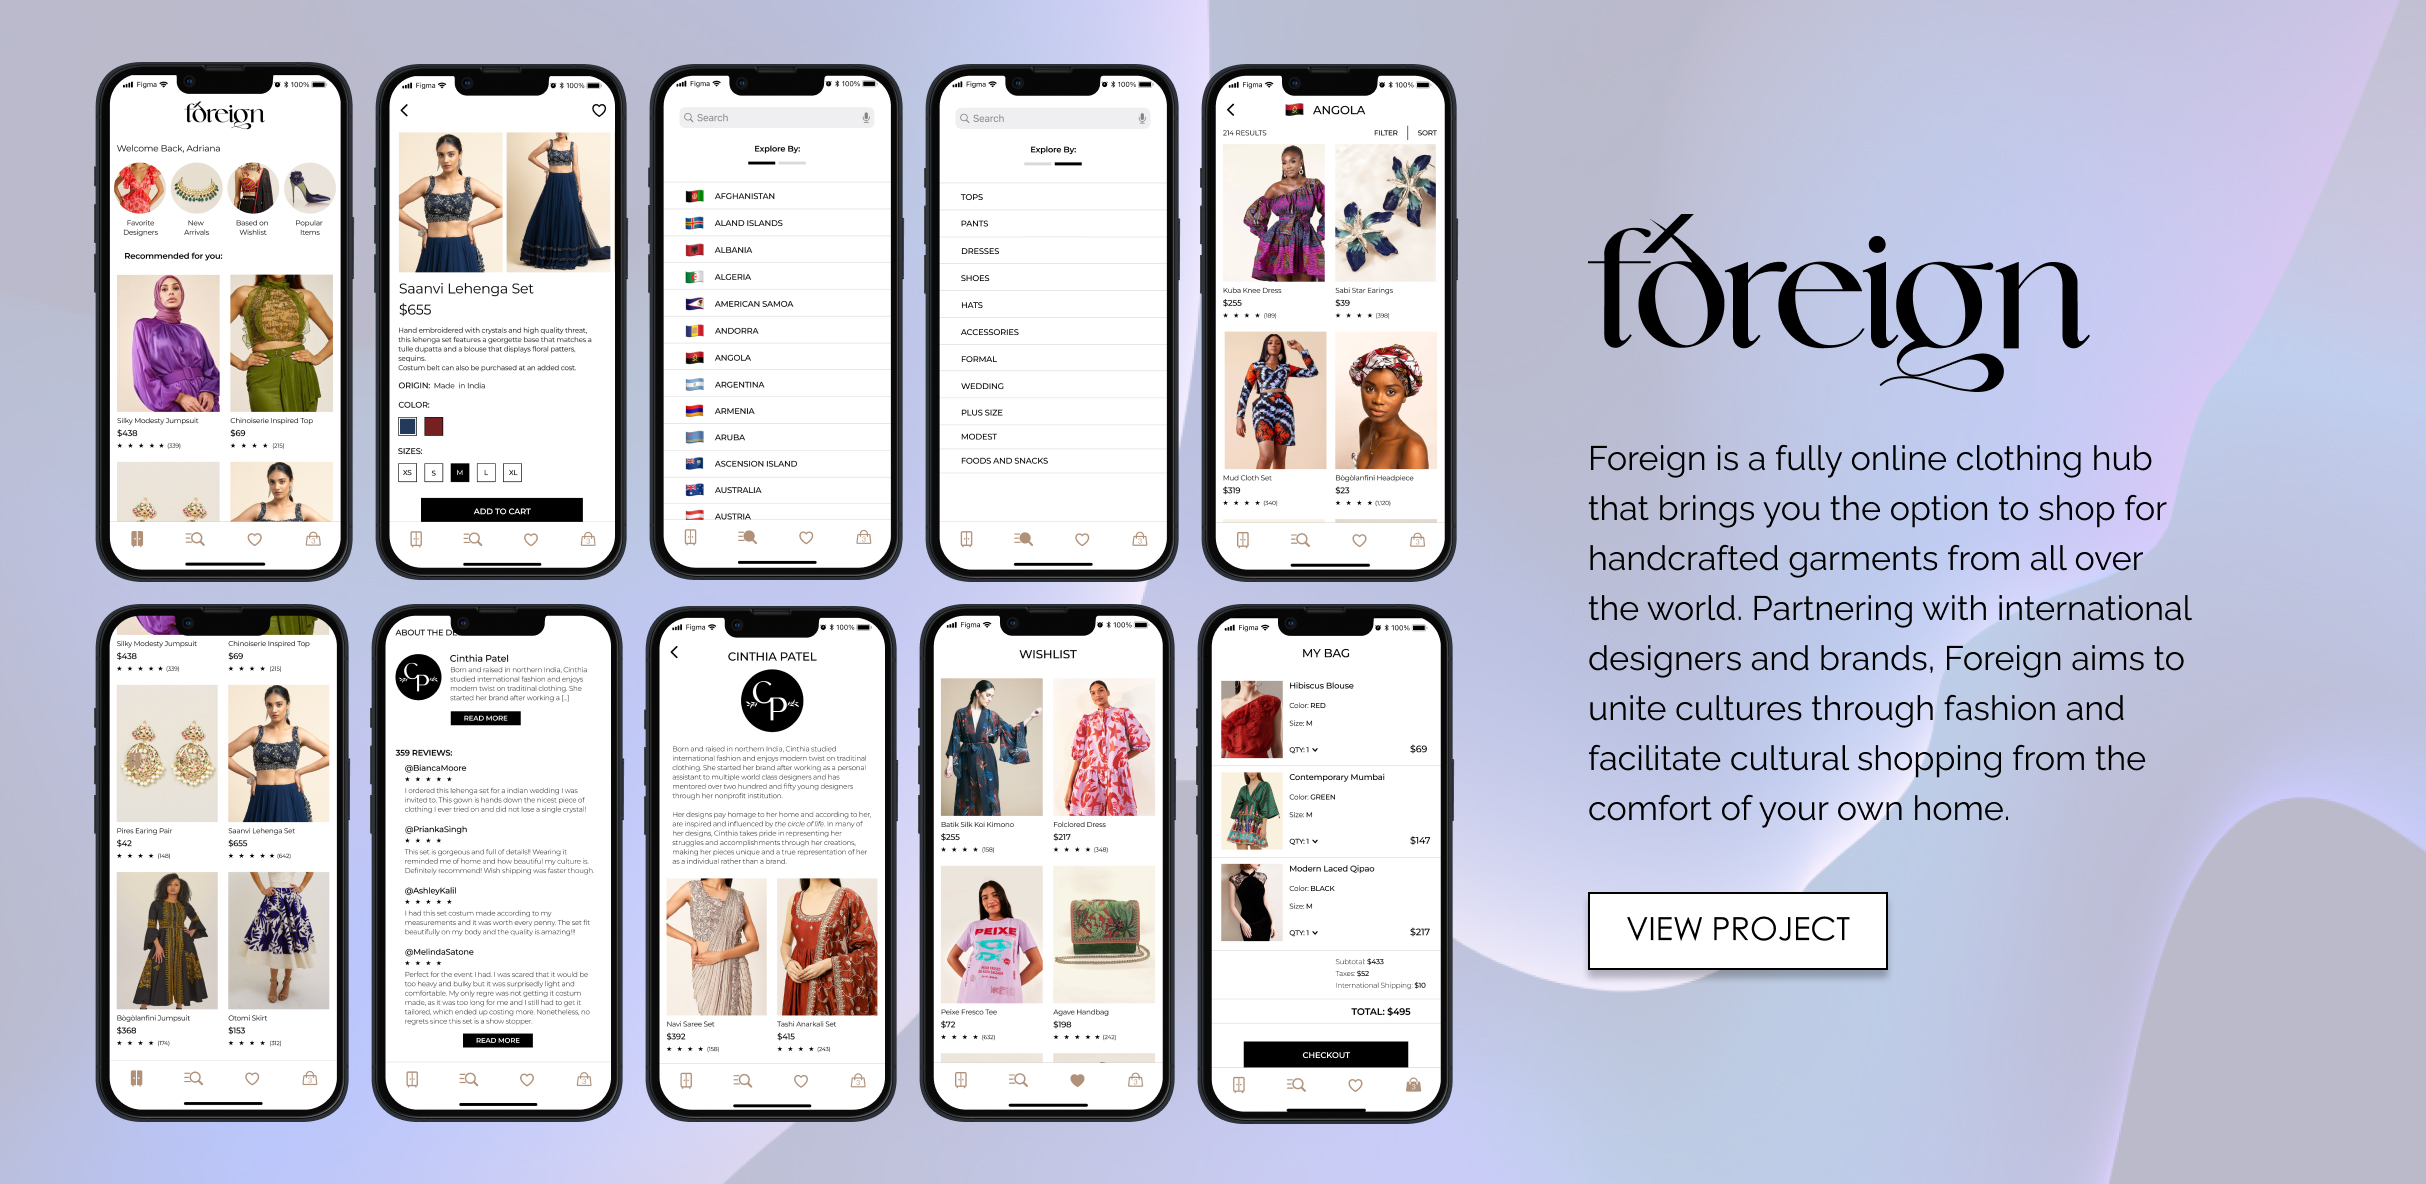 Figma
100%
foreign
Welcome Back, Adriana
Favorite Designers
New Arrivals
Based on Wishlist
Popular Items
Recommended for you:
Silky Modesty Jumpsuit
$438
(339)
Chinoiserie Inspired Top
$69
(215)
3
Figma
100%
Saanvi Lehenga Set
$655
Hand embroidered with crystals and high quality threat,
this lehenga set features a georgette base that matches a
tulle dupatta and a blouse that displays floral patters,
sequins.
Costum belt can also be purchased at an added cost.
ORIGIN: Made in India
COLOR:
SIZES:
XS S M L XL
ADD TO CART
Figma
100%
Search
Explore By:
AFGHANISTAN
ALAND ISLANDS
ALBANIA
ALGERIA
AMERICAN SAMOA
ANDORRA
ANGOLA
ARGENTINA
ARMENIA
ARUBA
ASCENSION ISLAND
AUSTRALIA
AUSTRIA
Figma
100%
Search
Explore By:
TOPS
PANTS
DRESSES
SHOES
HATS
ACCESSORIES
FORMAL
WEDDING
PLUS SIZE
MODEST
FOODS AND SNACKS
Figma
100%
ANGOLA
214 RESULTS
FILTER SORT
Kuba Knee Dress
$255
(189)
Sabi Star Earings
$39
(398)
Mud Cloth Set
$319
(340)
Bògòlanfini Headpiece
$23
(1,120)
Silky Modesty Jumpsuit
$438
(339)
Chinoiserie Inspired Top
$69
(215)
Pires Earing Pair
$42
(148)
Saanvi Lehenga Set
$655
(642)
Bògòlanfini Jumpsuit
$368
(174)
Otomi Skirt
$153
(312)
ABOUT THE DE
CP
Cinthia Patel
Born and raised in northern India, Cinthia
studied international fashion and enjoys
modern twist on traditinal clothing. She
started her brand after working a [...]
READ MORE
359 REVIEWS:
@BiancaMoore
I ordered this lehenga set for a indian wedding I was
invited to. This gown is hands down the nicest piece of
clothing I ever tried on and did not lose a single crystal!
@PriankaSingh
This set is gorgeous and full of details!! Wearing it
reminded me of home and how beautiful my culture is.
Definitely recommend! Wish shipping was faster though.
@AshleyKalil
I had this set costum made according to my
measurements and it was worth every penny. The set fit
beautifully on my body and the quality is amazing!!!
@MelindaSatone
Perfect for the event I had. I was scared that it would be
too heavy and bulky but it was surprisedly light and
comfortable. My only regre was not getting it costum
made, as it was too long for me and I still had to get it
tailored, which ended up costing more. Nonetheless, no
regrets since this set is a show stopper.
READ MORE
Figma
100%
CINTHIA PATEL
CP
Born and raised in northern India, Cinthia studied
international fashion and enjoys modern twist on traditinal
clothing. She started her brand after working as a personal
assistant to multiple world class designers and has
mentored over two hundred and fifty young designers
through her nonprofit institution.
Her designs pay homage to her home and according to her,
are inspired and influenced by the circle of life. In many of
her designs, Cinthia takes pride in representing her
struggles and accomplishments through her creations,
making her pieces unique and a true representation of her
as a individual rather than a brand.
Navi Saree Set
$392
(158)
Tashi Anarkali Set
$415
(243)
Figma
100%
WISHLIST
Batik Silk Koi Kimono
$255
(158)
Folclored Dress
$217
(348)
PEIXE
Peixe Fresco Tee
$72
(632)
Agave Handbag
$198
(242)
Figma
100%
MY BAG
Hibiscus Blouse
Color: RED
Size: M
QTY: 1
$69
Contemporary Mumbai
Color: GREEN
Size: M
QTY: 1
$147
Modern Laced Qipao
Color: BLACK
Size: M
QTY: 1
$217
Subtotal: $433
Taxes: $52
International Shipping: $10
TOTAL: $495
CHECKOUT
foreign
Foreign is a fully online clothing hub
that brings you the option to shop for
handcrafted garments from all over
the world. Partnering with international
designers and brands, Foreign aims to
unite cultures through fashion and
facilitate cultural shopping from the
comfort of your own home.
VIEW PROJECT